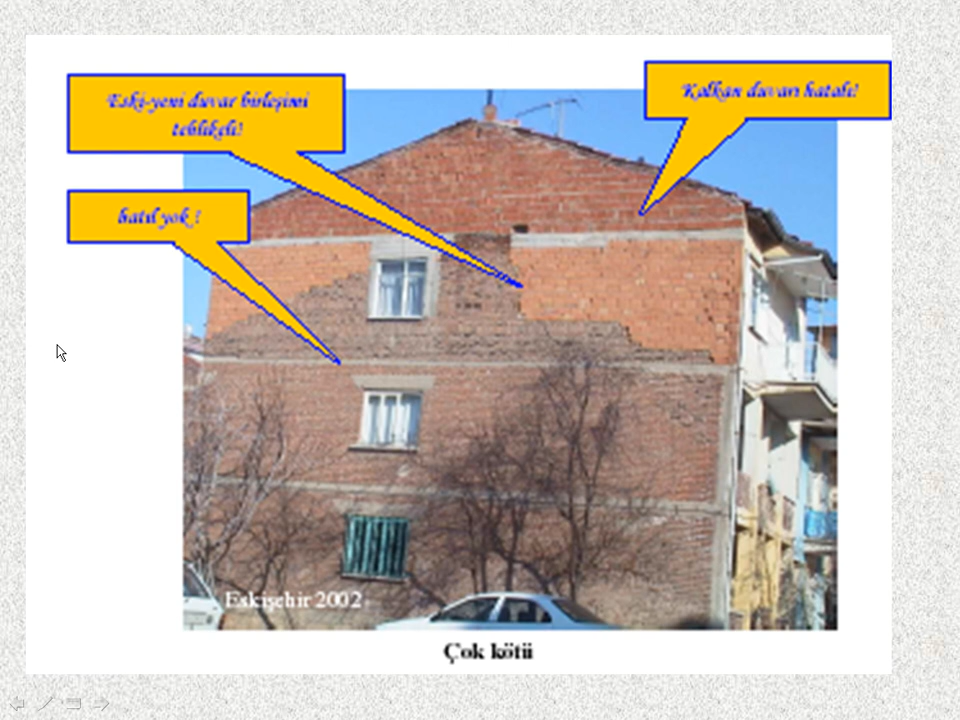 Eski-yeni duvar birleşimi
tehlikeli!
Kalkan duvarı hatalı!
hatıl yok !
Eskişehir 2002
Çok kötü